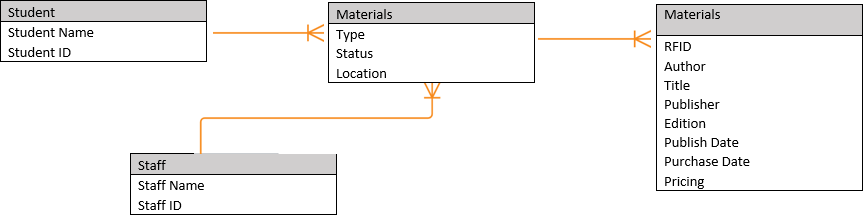 Student
Student Name
Student ID
Materials
Type
Status
Location
Materials
RFID
Author
Title
Publisher
Edition
Publish Date
Purchase Date
Pricing
Staff
Staff Name
Staff ID